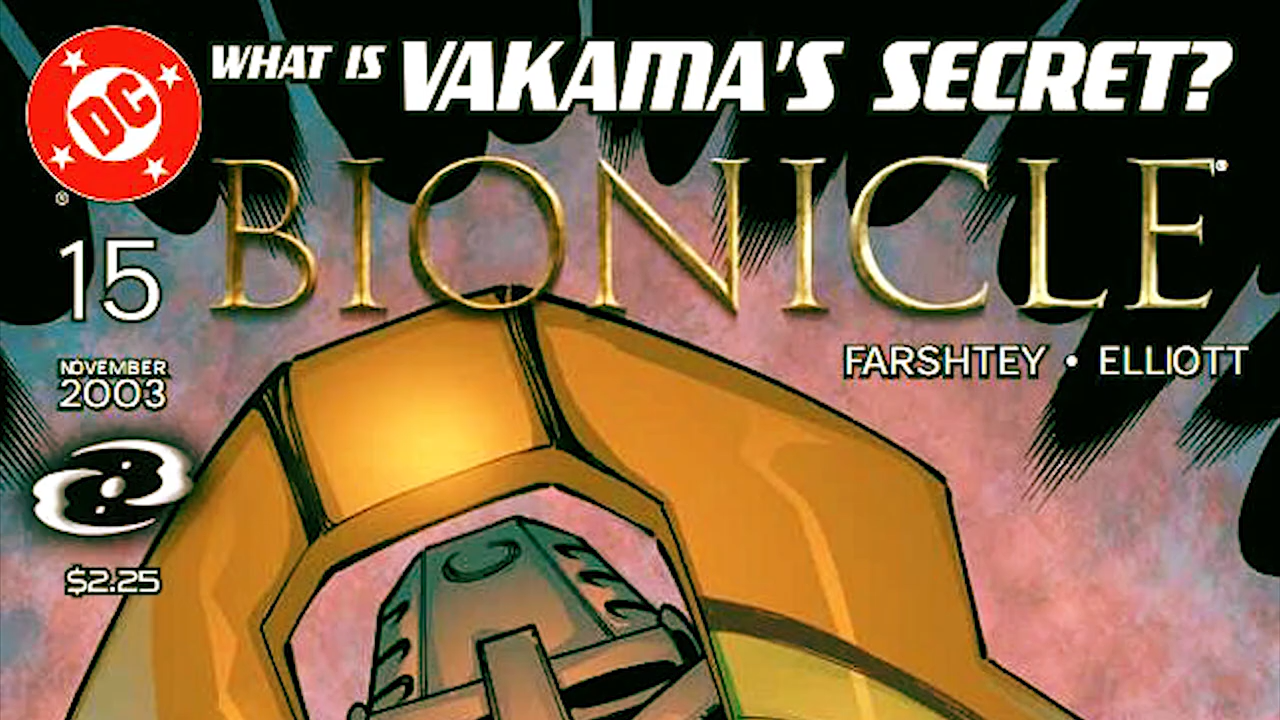 WHAT IS VAKAMA'S SECRET?
DC
®
BIONICLE®
15
NOVEMBER
2003
FARSHTEY • ELLIOTT
$2.25